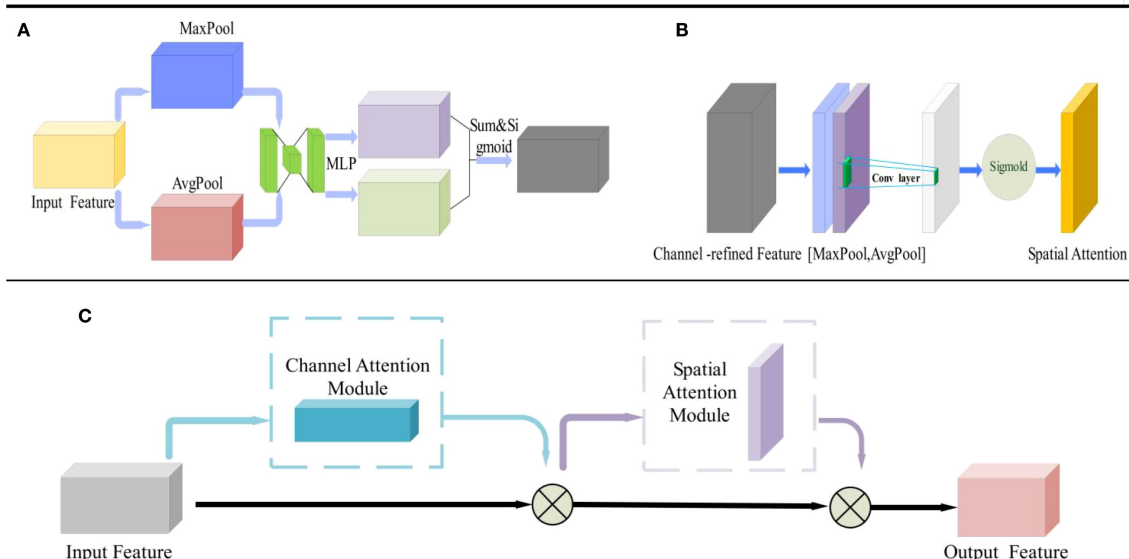 A
MaxPool
Input Feature
AvgPool
MLP
Sum&Si
gmoid
B
Conv layer
Sigmold
Channel -refined Feature
[MaxPool,AvgPool]
Spatial Attention
C
Channel Attention
Module
Spatial
Attention
Module
Input Feature
Output Feature